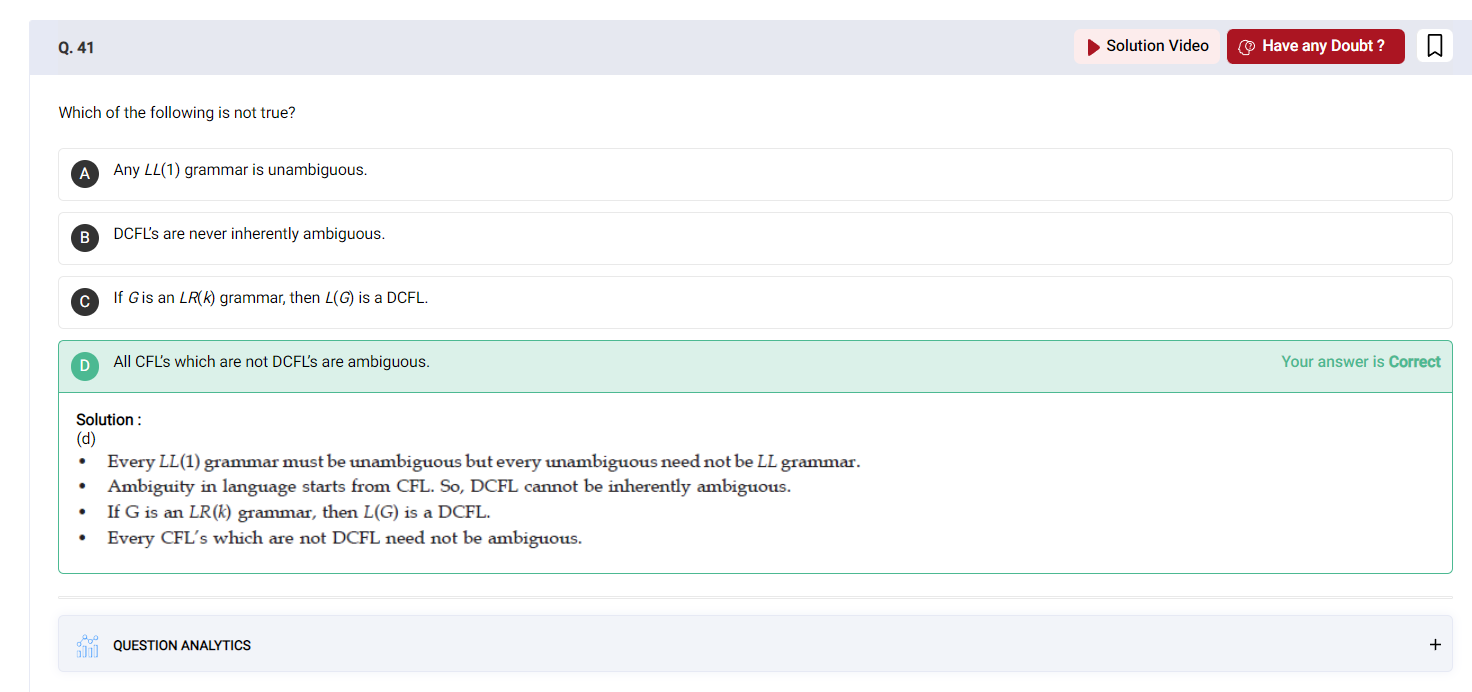 Q. 41
Solution Video
Have any Doubt ?
Which of the following is not true?
A
Any LL(1) grammar is unambiguous.
B
DCFL's are never inherently ambiguous.
C
If G is an LR(k) grammar, then L(G) is a DCFL.
D
All CFL's which are not DCFL's are ambiguous.
Your answer is Correct
Solution :
(d)
• Every LL(1) grammar must be unambiguous but every unambiguous need not be LL grammar.
• Ambiguity in language starts from CFL. So, DCFL cannot be inherently ambiguous.
• If G is an LR(k) grammar, then L(G) is a DCFL.
• Every CFL's which are not DCFL need not be ambiguous.
QUESTION ANALYTICS
+